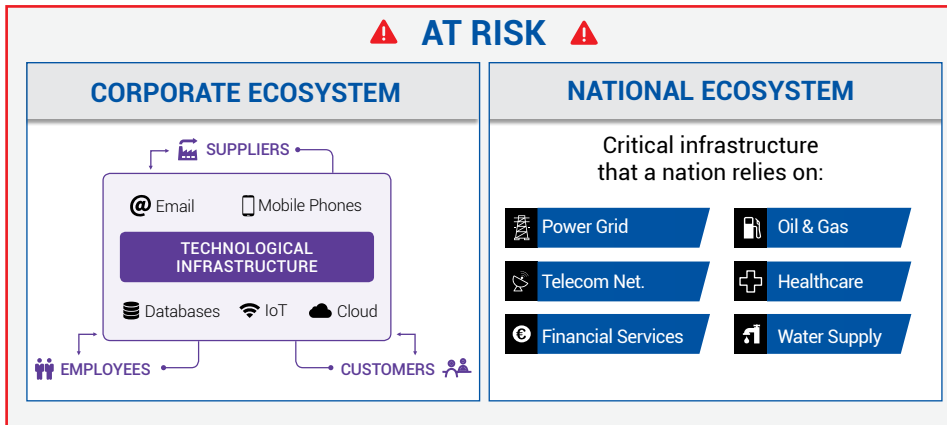 AT RISK
CORPORATE ECOSYSTEM
SUPPLIERS
@ Email
Mobile Phones
TECHNOLOGICAL
INFRASTRUCTURE
Databases
IoT
Cloud
EMPLOYEES
CUSTOMERS
NATIONAL ECOSYSTEM
Critical infrastructure
that a nation relies on:
Power Grid
Oil & Gas
Telecom Net.
Healthcare
€ Financial Services
Water Supply